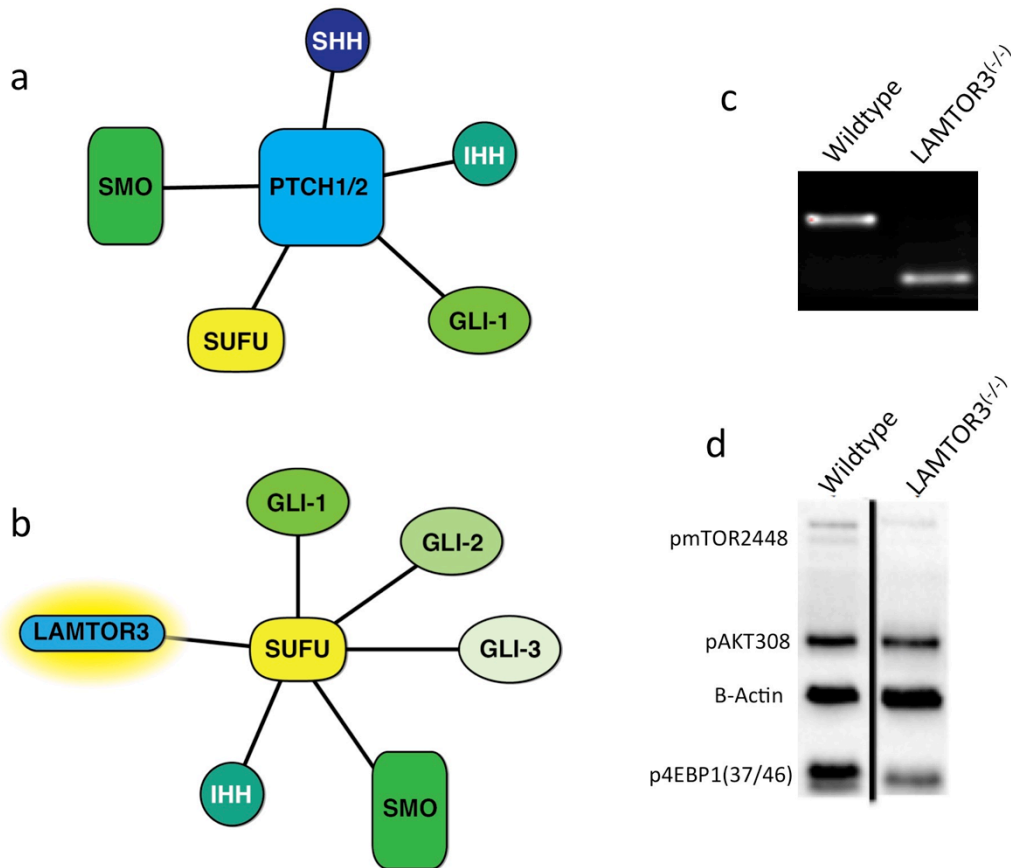 a
SHH
SMO
PTCH1/2
IHH
SUFU
GLI-1
b
GLI-1
GLI-2
LAMTOR3
SUFU
GLI-3
IHH
SMO
c
Wildtype
LAMTOR3(-/-)
d
Wildtype
LAMTOR3(-/-)
pmTOR2448
pAKT308
B-Actin
p4EBP1(37/46)